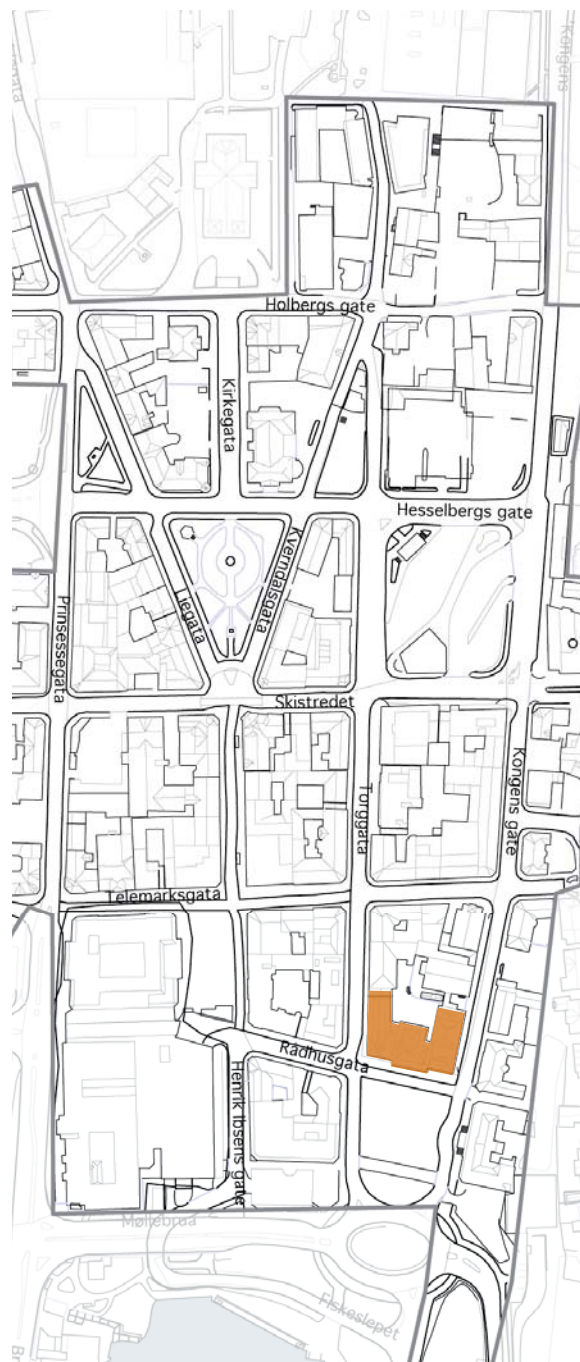 Kongens
Holbergs gate
Kirkegata
Hesselbergs gate
Kverndalsgata
Liegata
Prinsessegata
Skistredet
Torggata
Kongens gate
Telemarksgata
Rådhusgata
Henrik Ibsens gate
Møllebrua
Fiskeslepet